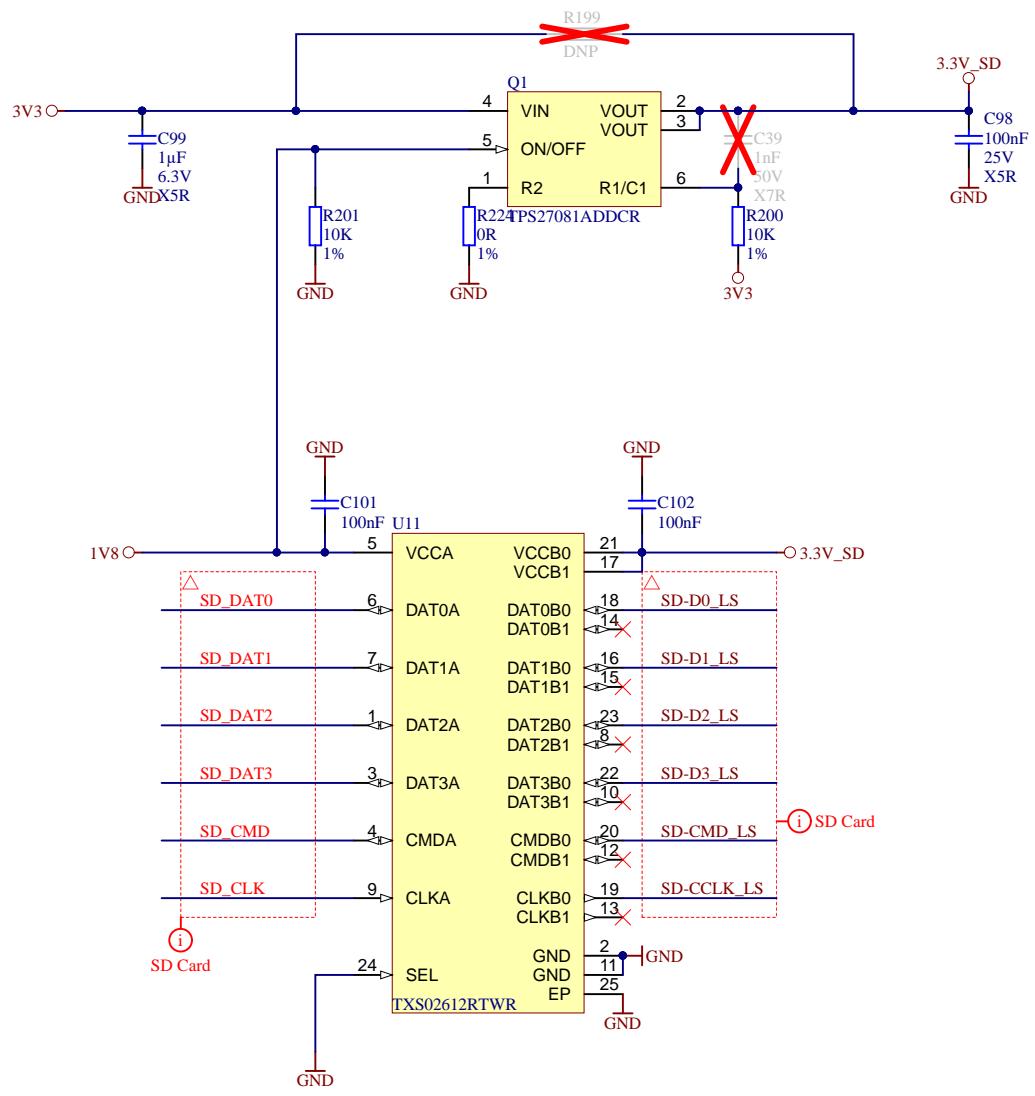 R199
DNP
3.3V_SD
Q1
3V3
4
VIN
VOUT
2
VOUT
3
5
ON/OFF
1
R2
R1/C1
6
TPS27081ADDCR
C99
1µF
6.3V
X5R
GND
C39
1nF
50V
X7R
C98
100nF
25V
X5R
GND
R201
10K
1%
GND
R224
0R
1%
GND
R200
10K
1%
3V3
GND
C101
100nF
GND
C102
100nF
U11
1V8
5
VCCA
VCCB0
21
VCCB1
17
3.3V_SD
SD_DAT0
6
DAT0A
DAT0B0
18
SD-D0_LS
DAT0B1
14
SD_DAT1
7
DAT1A
DAT1B0
16
SD-D1_LS
DAT1B1
15
SD_DAT2
1
DAT2A
DAT2B0
23
SD-D2_LS
DAT2B1
8
SD_DAT3
3
DAT3A
DAT3B0
22
SD-D3_LS
DAT3B1
10
SD_CMD
4
CMDA
CMDB0
20
SD-CMD_LS
CMDB1
12
i
SD Card
SD_CLK
9
CLKA
CLKB0
19
SD-CCLK_LS
CLKB1
13
i
SD Card
24
SEL
GND
2
GND
GND
11
EP
25
GND
TXS02612RTWR
GND